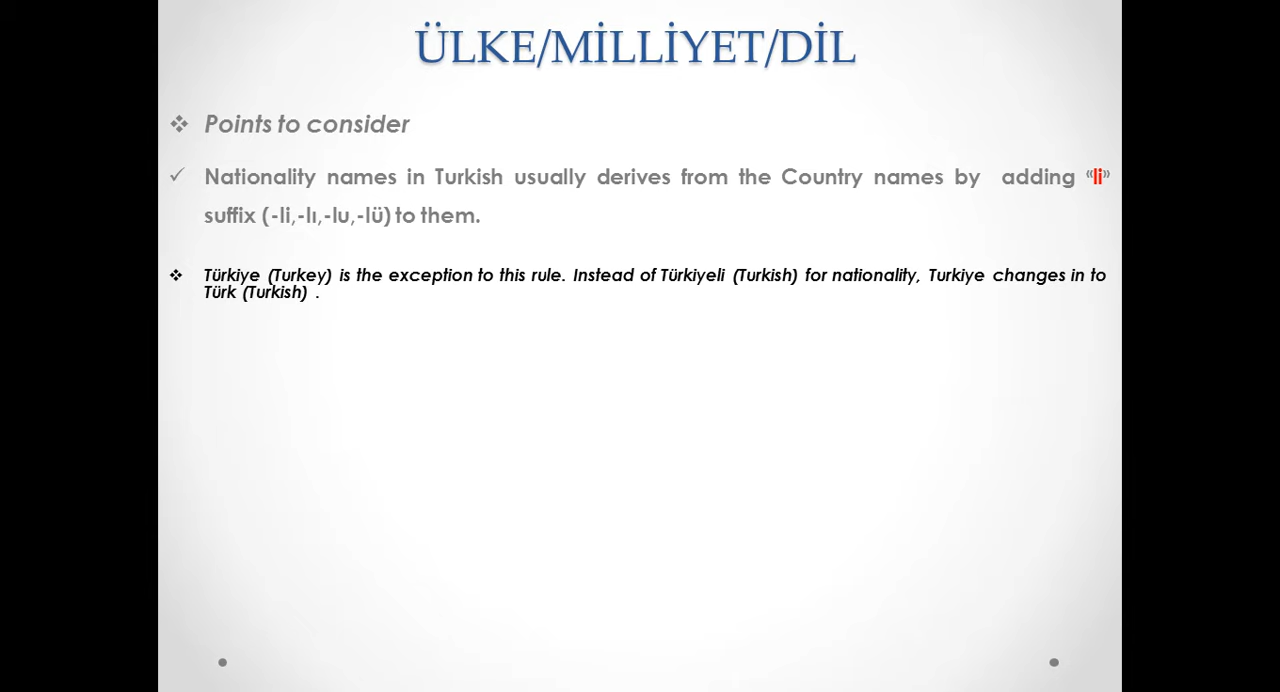 ÜLKE/MİLLİYET/DİL
Points to consider
Nationality names in Turkish usually derives from the Country names by adding «li»
suffix (-li,-lı,-lu,-lü) to them.
Türkiye (Turkey) is the exception to this rule. Instead of Türkiyeli (Turkish) for nationality, Turkiye changes in to
Türk (Turkish) .